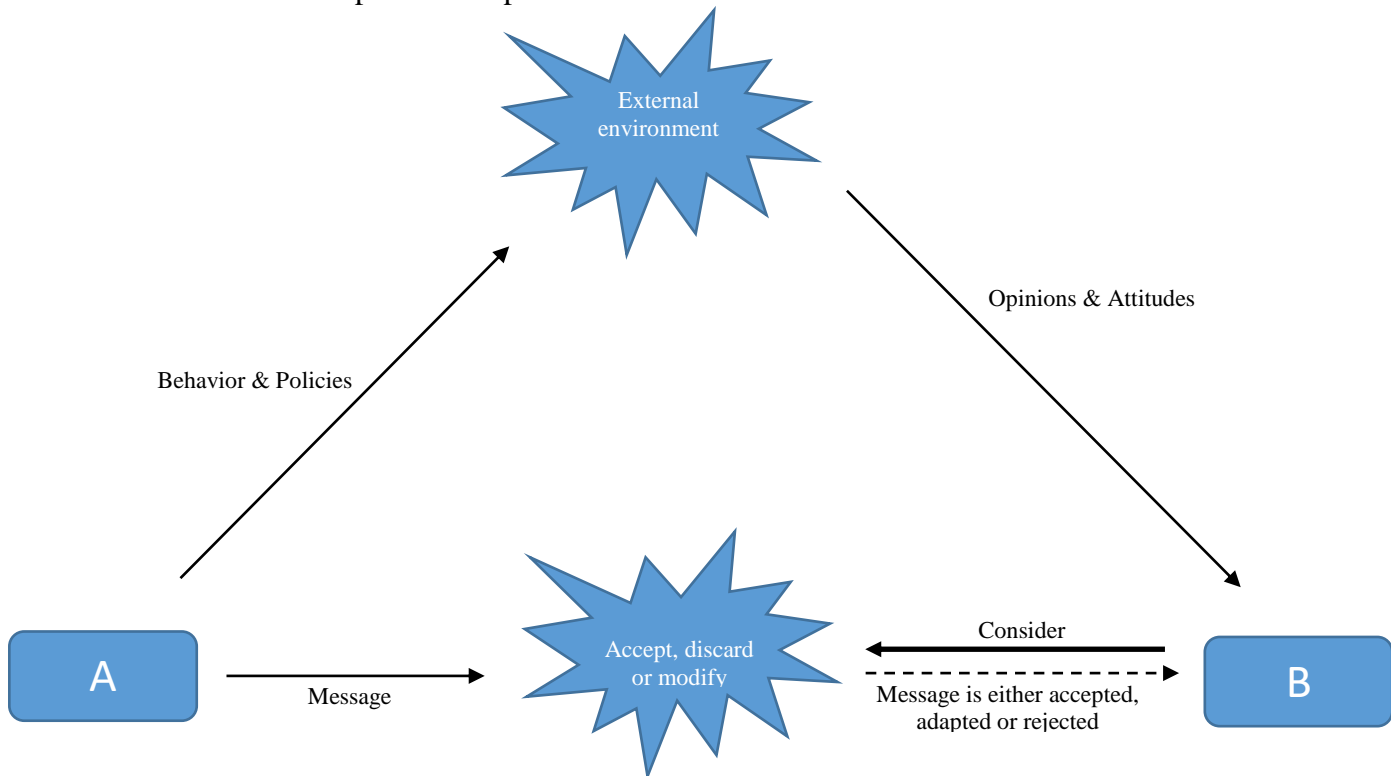 External
environment
Opinions & Attitudes
Behavior & Policies
A
Message
Accept, discard
or modify
Consider
Message is either accepted,
adapted or rejected
B